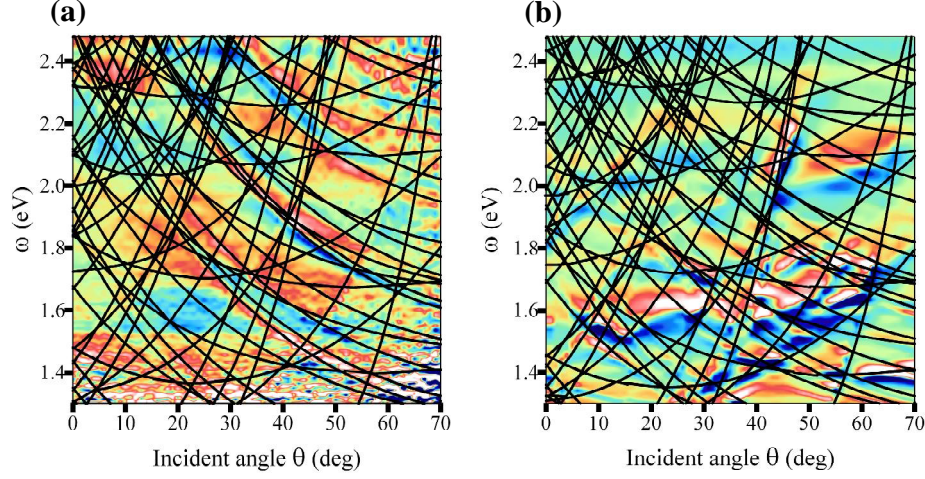 (a) (b)
2.4 2.4
2.2 2.2
2.0 2.0
ω (eV) ω (eV)
1.8 1.8
1.6 1.6
1.4 1.4
0 10 20 30 40 50 60 70 0 10 20 30 40 50 60 70
Incident angle θ (deg) Incident angle θ (deg)